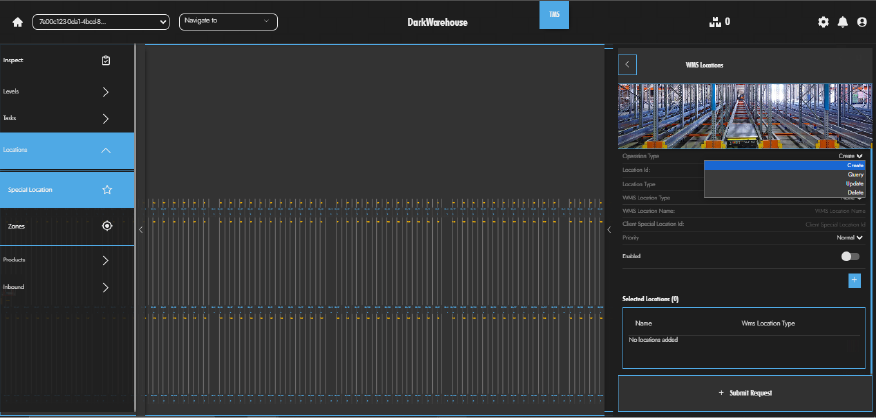 7a00c123-0da1-4bcd-8...
Navigate to
DarkWarehouse
TMS
0
Inspect
Levels
Tasks
Locations
Special Location
Zones
Products
Inbound
WMS Locations
Operation Type
Create
Create
Query
Update
Delete
Location Id:
Location Type
WMS Location Type
WMS Location Name:
WMS Location Name
Client Special Location Id:
Client Special Location Id
Priority
Normal
Enabled
+
Selected Locations (0)
Name
Wms Location Type
No locations added
+ Submit Request